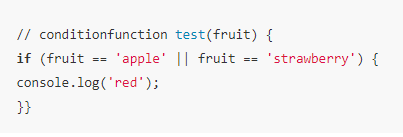 // conditionfunction test(fruit) {
if (fruit == 'apple' || fruit == 'strawberry') {
console.log('red');
}}